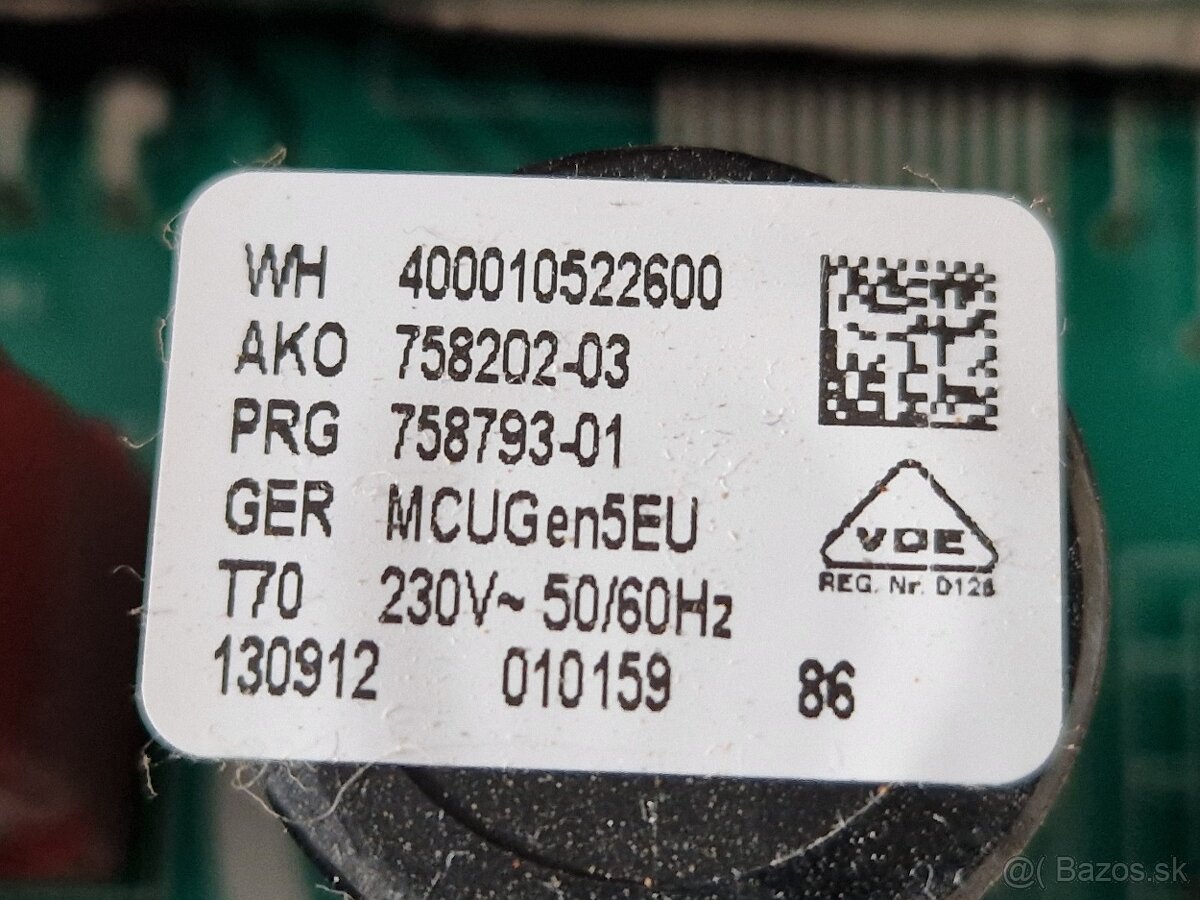 WH 400010522600
AKO 758202-03
PRG 758793-01
GER MCUGen5EU
T70 230V~ 50/60Hz
130912 010159 86
VDE
REG. Nr. D128
@( Bazos.sk